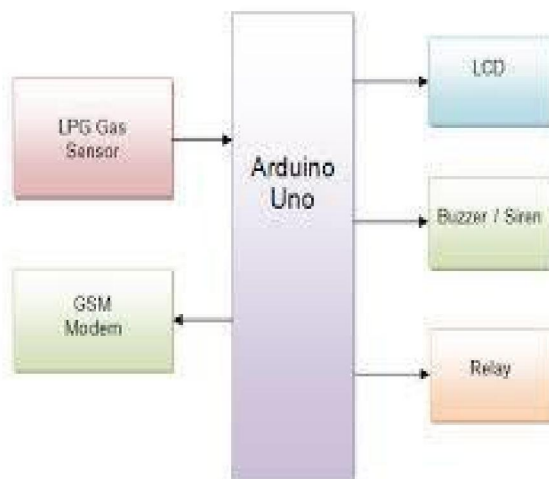 LPG Gas
Sensor
GSM
Modem
Arduino
Uno
LCD
Buzzer / Siren
Relay